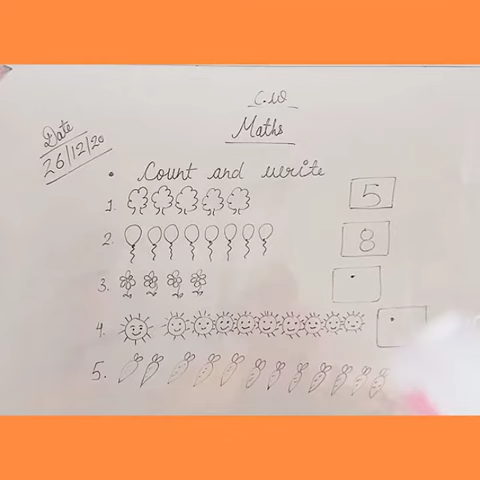 C.W
Maths
Date
26/12/20
• Count and write
1. 5
2. 8
3.
4.
5.